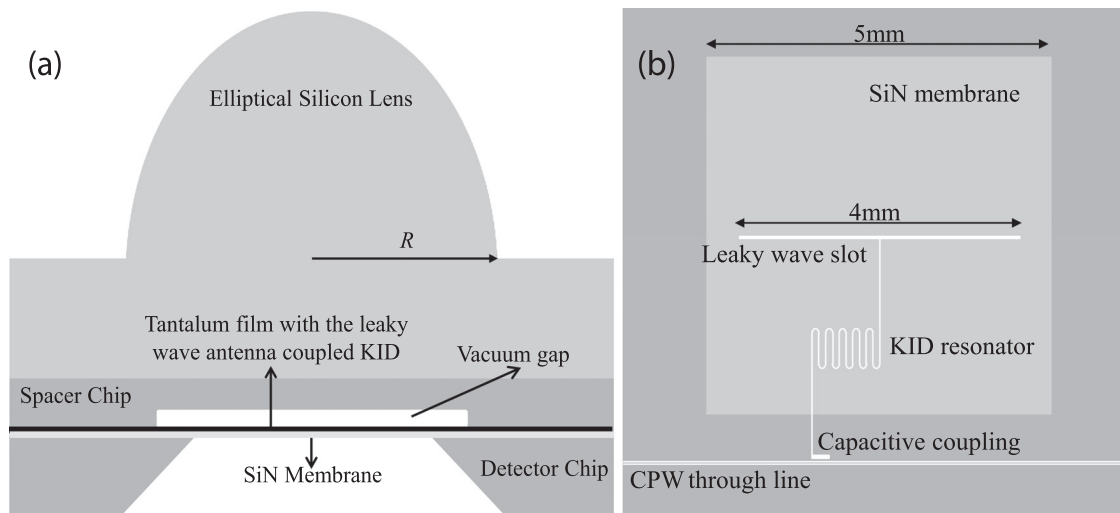 (a)
Elliptical Silicon Lens
R
Tantalum film with the leaky
wave antenna coupled KID
Vacuum gap
Spacer Chip
SiN Membrane
Detector Chip
(b)
5mm
SiN membrane
4mm
Leaky wave slot
KID resonator
Capacitive coupling
CPW through line